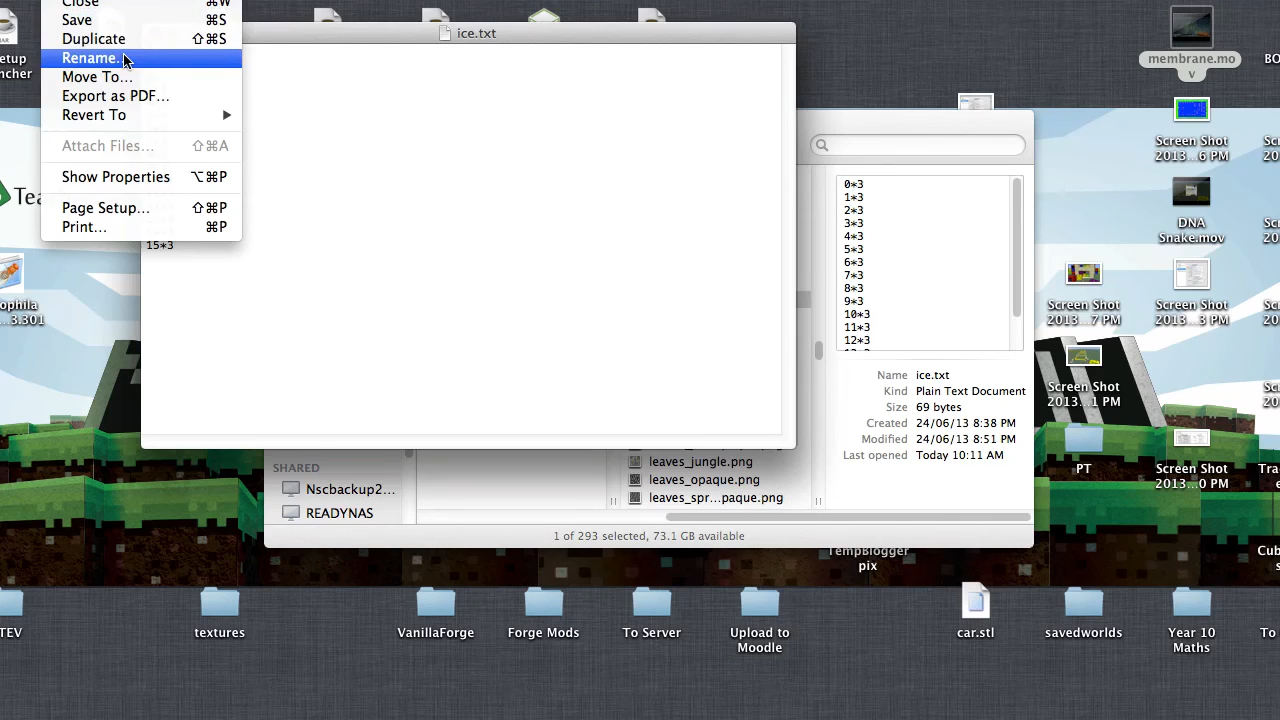 Close ⌘W
Save ⌘S
Duplicate ⇧⌘S
Rename...
Move To...
Export as PDF...
Revert To
Attach Files... ⇧⌘A
Show Properties ⌥⌘P
Page Setup... ⇧⌘P
Print... ⌘P
ice.txt
15*3
0*3
1*3
2*3
3*3
4*3
5*3
6*3
7*3
8*3
9*3
10*3
11*3
12*3
Name ice.txt
Kind Plain Text Document
Size 69 bytes
Created 24/06/13 8:38 PM
Modified 24/06/13 8:51 PM
Last opened Today 10:11 AM
SHARED
Nscbackup2...
READYNAS
leaves_jungle.png
leaves_opaque.png
leaves_spr...paque.png
1 of 293 selected, 73.1 GB available
membrane.mo
v
Screen Shot
2013...6 PM
DNA
Snake.mov
Screen Shot
2013...7 PM
Screen Shot
2013...3 PM
Screen Shot
2013...1 PM
PT
Screen Shot
2013...0 PM
TempBlogger
pix
textures
VanillaForge
Forge Mods
To Server
Upload to
Moodle
car.stl
savedworlds
Year 10
Maths